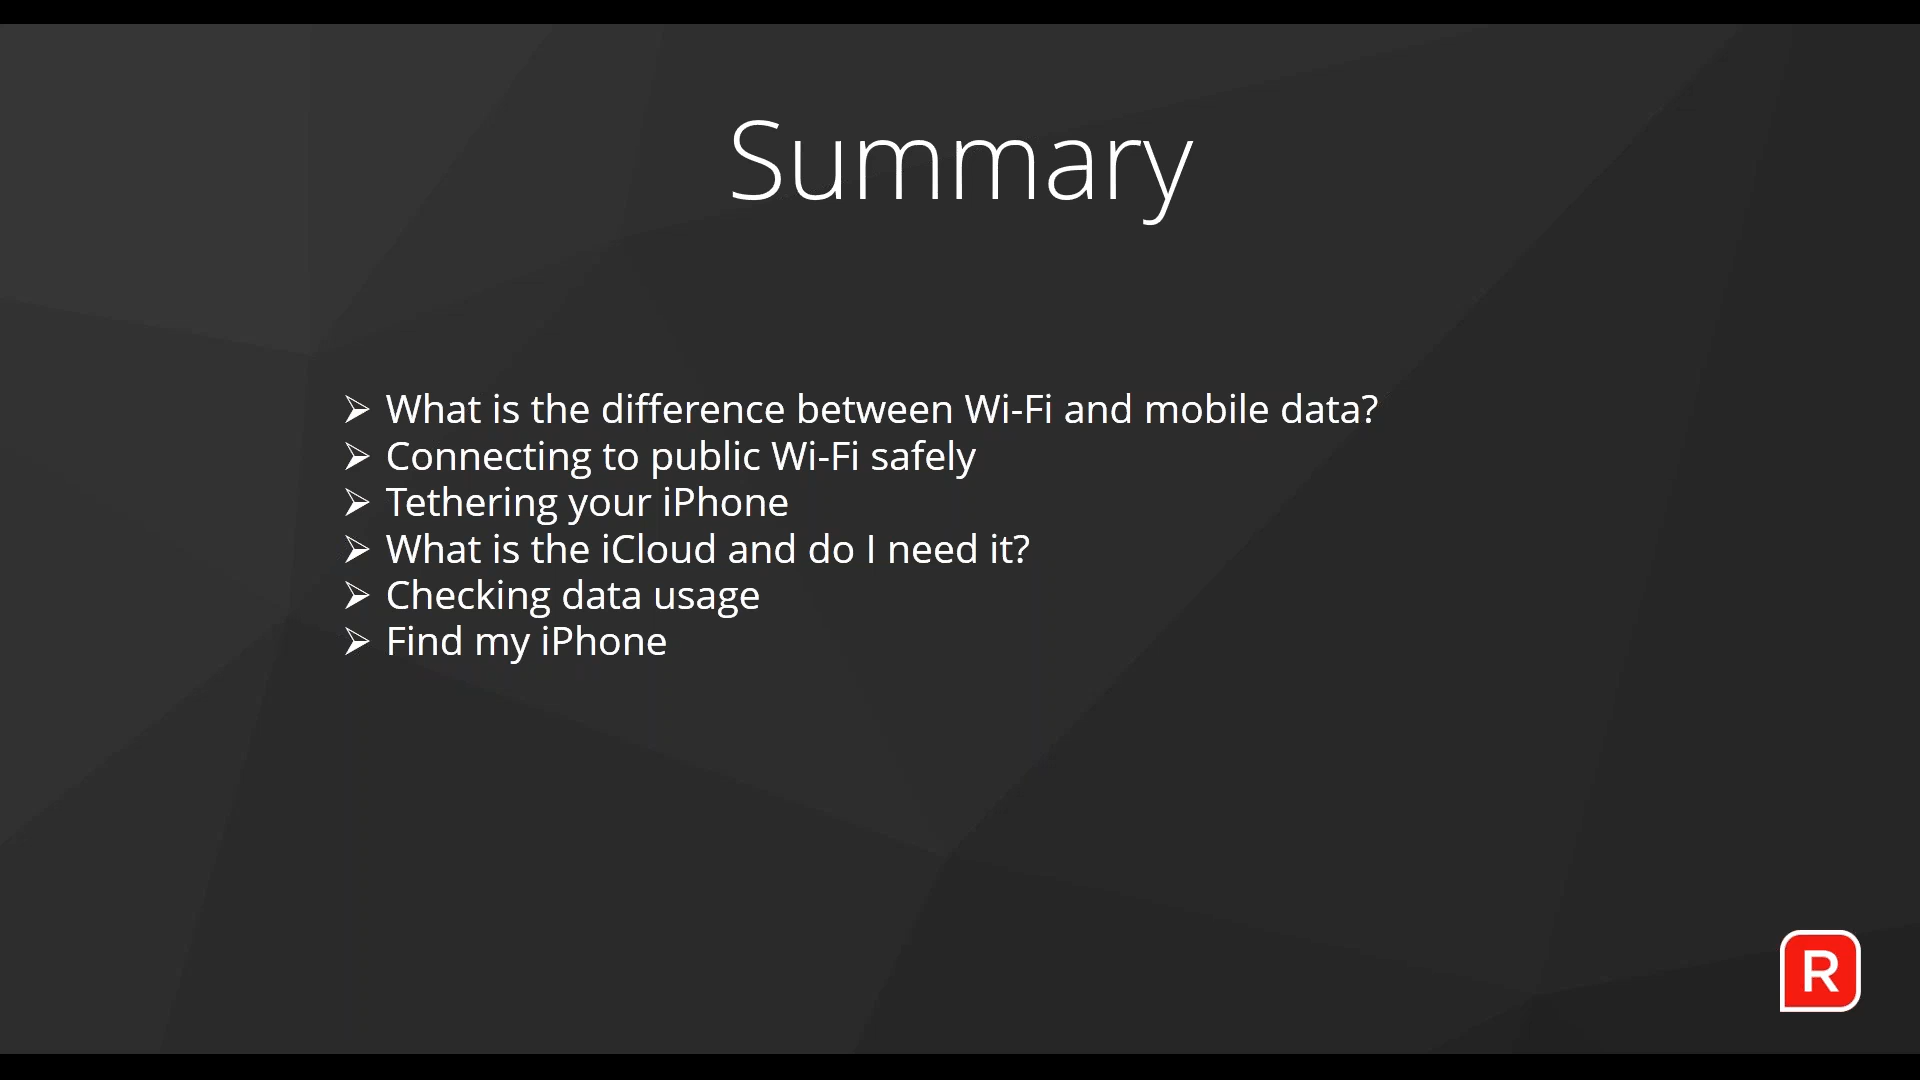 Summary
➢ What is the difference between Wi-Fi and mobile data?
➢ Connecting to public Wi-Fi safely
➢ Tethering your iPhone
➢ What is the iCloud and do I need it?
➢ Checking data usage
➢ Find my iPhone
R